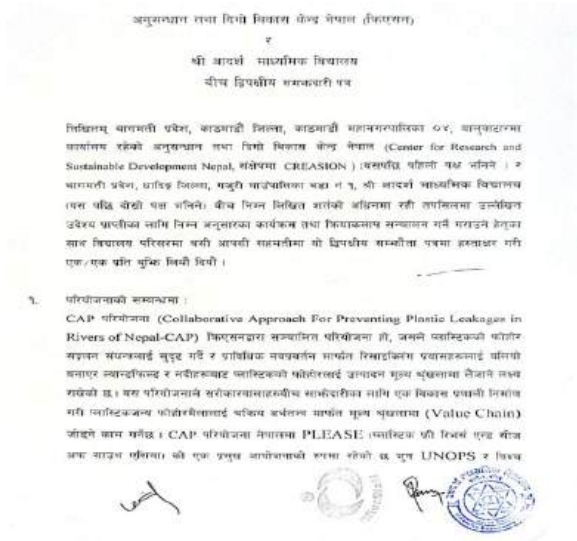 अनुसन्धान तथा दिगो विकास केन्द्र नेपाल (क्रिएसन)
र
श्री आदर्श माध्यमिक विद्यालय
बीच द्विपक्षीय समझदारी पत्र
लिखितम् बागमती प्रदेश, काठमाडौं जिल्ला, काठमाडौं महानगरपालिका ०४, बालुवाटारमा
कार्यालय रहेको अनुसन्धान तथा दिगो विकास केन्द्र नेपाल (Center for Research and
Sustainable Development Nepal, संक्षेपमा CREASION ) (यसपछि पहिलो पक्ष भनिने ) र
बागमती प्रदेश, धादिङ्ग जिल्ला, गजुरी गाउँपालिका वडा नं १, श्री आदर्श माध्यमिक विद्यालय
(यस पछि दोश्रो पक्ष भनिने) बीच निम्न लिखित शर्तको अधिनमा रही तपसिलमा उल्लेखित
उद्देश्य प्राप्तीका लागि निम्न अनुसारका कार्यक्रम तथा क्रियाकलाप सञ्चालन गर्ने गराउने हेतुका
साथ विद्यालय परिसरमा बसी आपसी सहमतीमा यो द्विपक्षीय सम्झौता पत्रमा हस्ताक्षर गरी
एक/एक प्रति बुझि लियौं दियौं ।
१. परियोजनाको सम्बन्धमा :
CAP परियोजना (Collaborative Approach For Preventing Plastic Leakages in
Rivers of Nepal-CAP) क्रिएसनद्वारा सञ्चालित परियोजना हो, जसले प्लास्टिकको फोहोर
सङ्कलन संयन्त्रलाई सुदृढ गर्दै र प्राविधिक नवप्रवर्तन मार्फत रिसाइक्लिंग प्रयासहरूलाई बलियो
बनाएर ल्यान्डफिल्ड र नदीहरूबाट प्लास्टिकको फोहोरलाई उत्पादन मूल्य श्रृंखलामा लैजाने लक्ष्य
राखेको छ। यस परियोजनाले सरोकारवालाहरूबीच साझेदारीका लागि एक विकास प्रणाली निर्माण
गरी प्लास्टिकजन्य फोहोरमैलालाई चक्रिय अर्थतन्त्र मार्फत मूल्य श्रृंखलामा (Value Chain)
जोड्ने काम गर्नेछ । CAP परियोजना नेपालमा PLEASE (प्लास्टिक फ्री रिभर्स एन्ड सीज
अफ साउथ एसिया) को एक प्रमुख आयोजनाको रुपमा रहेको छ जुन UNOPS र विश्व